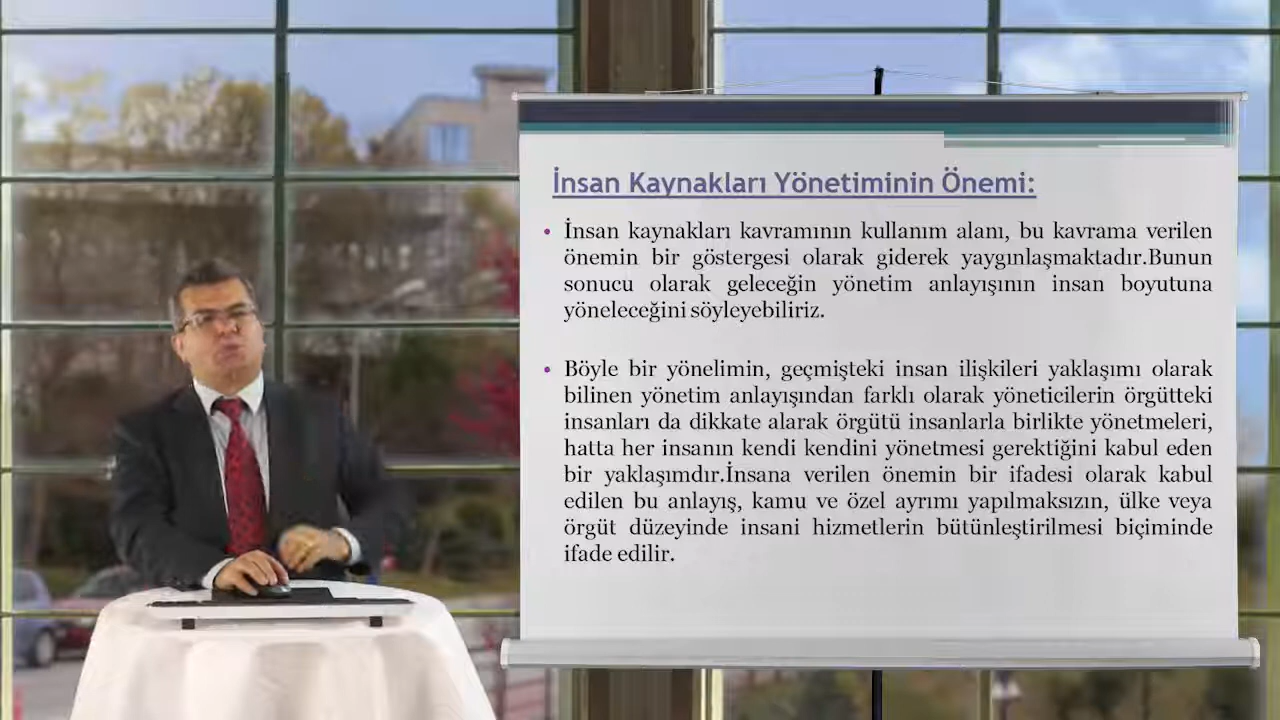 İnsan Kaynakları Yönetiminin Önemi:
• İnsan kaynakları kavramının kullanım alanı, bu kavrama verilen
önemin bir göstergesi olarak giderek yaygınlaşmaktadır.Bunun
sonucu olarak geleceğin yönetim anlayışının insan boyutuna
yöneleceğini söyleyebiliriz.
• Böyle bir yönelimin, geçmişteki insan ilişkileri yaklaşımı olarak
bilinen yönetim anlayışından farklı olarak yöneticilerin örgütteki
insanları da dikkate alarak örgütü insanlarla birlikte yönetmeleri,
hatta her insanın kendi kendini yönetmesi gerektiğini kabul eden
bir yaklaşımdır.İnsana verilen önemin bir ifadesi olarak kabul
edilen bu anlayış, kamu ve özel ayrımı yapılmaksızın, ülke veya
örgüt düzeyinde insani hizmetlerin bütünleştirilmesi biçiminde
ifade edilir.